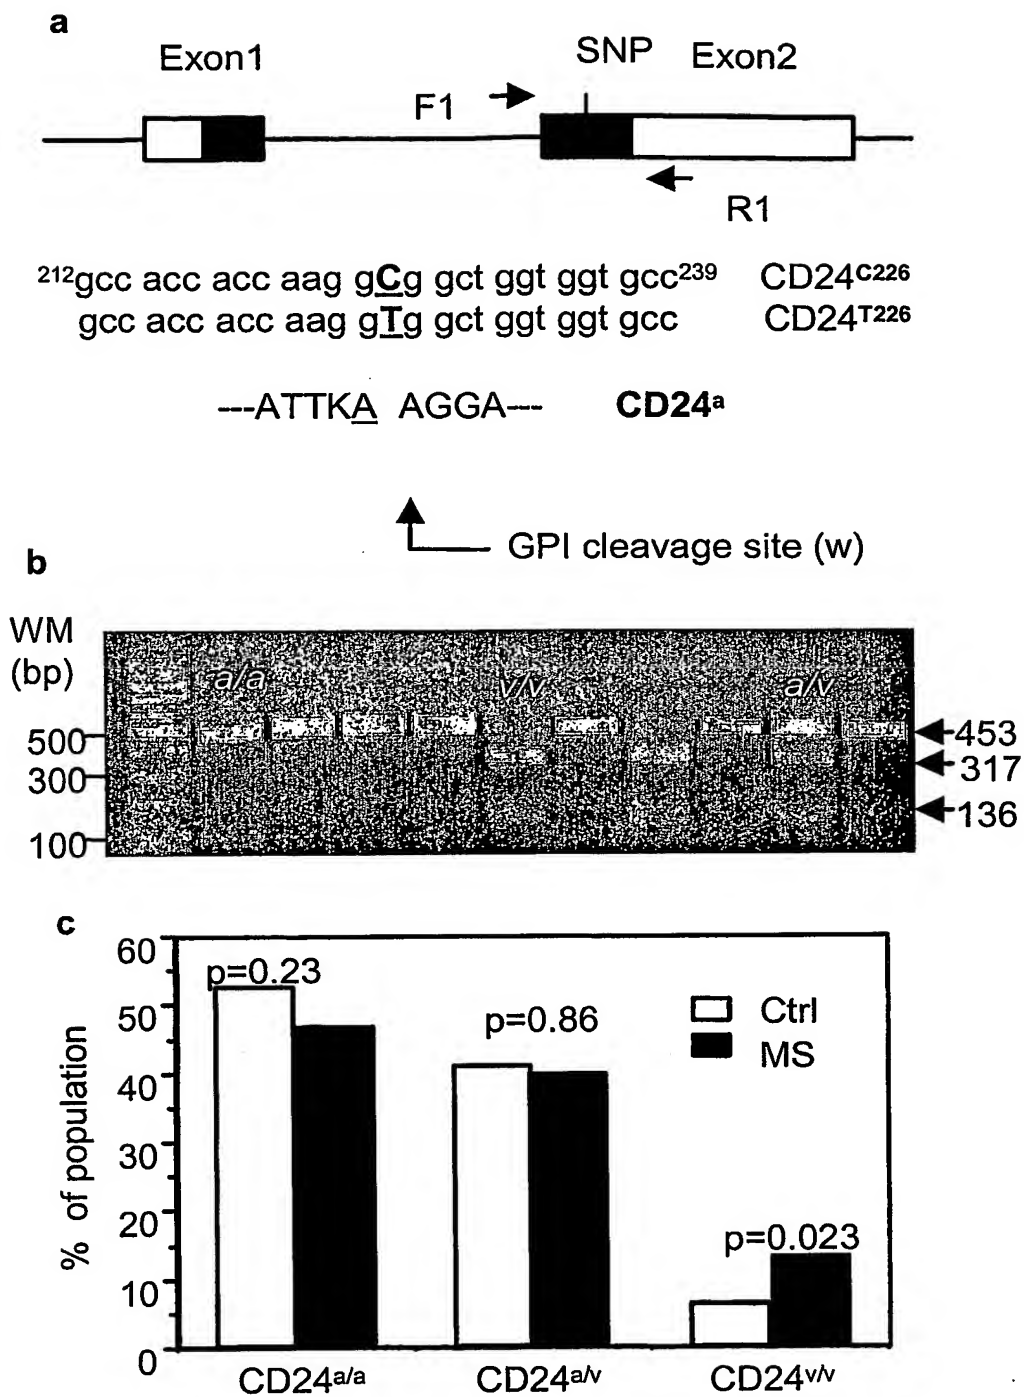 a
Exon1
SNP
Exon2
F1
R1
²¹²gcc acc acc aag gCg gct ggt ggt gcc²³⁹ CD24ᶜ²²⁶
gcc acc acc aag gTg gct ggt ggt gcc CD24ᵀ²²⁶
---ATTKA AGGA--- CD24ᵃ
GPI cleavage site (w)
b
WM
(bp)
a/a
v/v
a/v
500
300
100
453
317
136
c
60
50
40
30
20
10
0
% of population
p=0.23
p=0.86
p=0.023
Ctrl
MS
CD24ᵃ/ᵃ
CD24ᵃ/ᵛ
CD24ᵛ/ᵛ